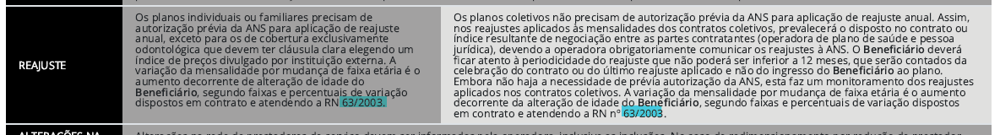 REAJUSTE
Os planos individuais ou familiares precisam de
autorização prévia da ANS para aplicação de reajuste
anual, exceto para os de cobertura exclusivamente
odontológica que devem ter cláusula clara elegendo um
índice de preços divulgado por instituição externa. A
variação da mensalidade por mudança de faixa etária é o
aumento decorrente de alteração de idade do
Beneficiário, segundo faixas e percentuais de variação
dispostos em contrato e atendendo a RN 63/2003.
Os planos coletivos não precisam de autorização prévia da ANS para aplicação de reajuste anual. Assim,
nos reajustes aplicados às mensalidades dos contratos coletivos, prevalecerá o disposto no contrato ou
índice resultante de negociação entre as partes contratantes (operadora de plano de saúde e pessoa
jurídica), devendo a operadora obrigatoriamente comunicar os reajustes à ANS. O Beneficiário deverá
ficar atento à periodicidade do reajuste que não poderá ser inferior a 12 meses, que serão contados da
celebração do contrato ou do último reajuste aplicado e não do ingresso do Beneficiário ao plano.
Embora não haja a necessidade de prévia autorização da ANS, esta faz um monitoramento dos reajustes
aplicados nos contratos coletivos. A variação da mensalidade por mudança de faixa etária é o aumento
decorrente da alteração de idade do Beneficiário, segundo faixas e percentuais de variação dispostos
em contrato e atendendo a RN nº 63/2003.
ALTERAÇÕES NA